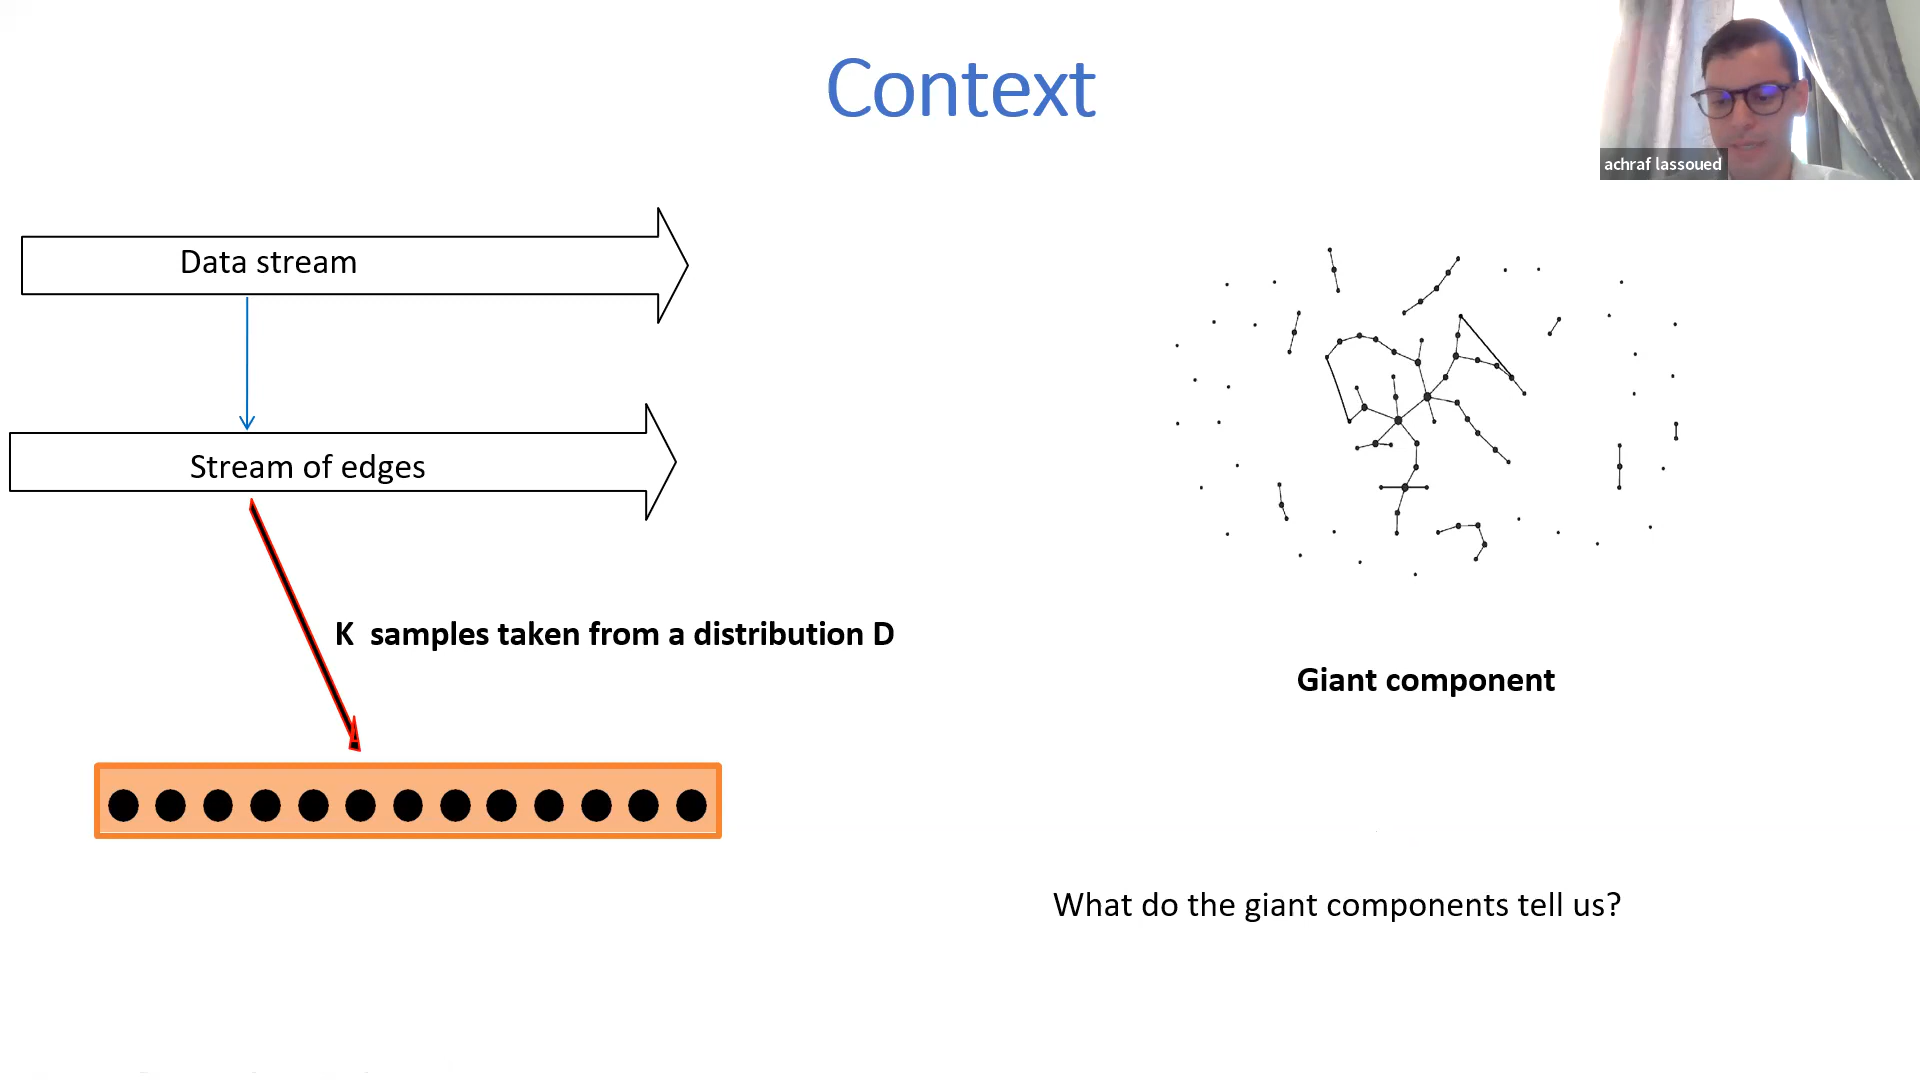 Context
achraf lassoued
Data stream
Stream of edges
K samples taken from a distribution D
Giant component
What do the giant components tell us?